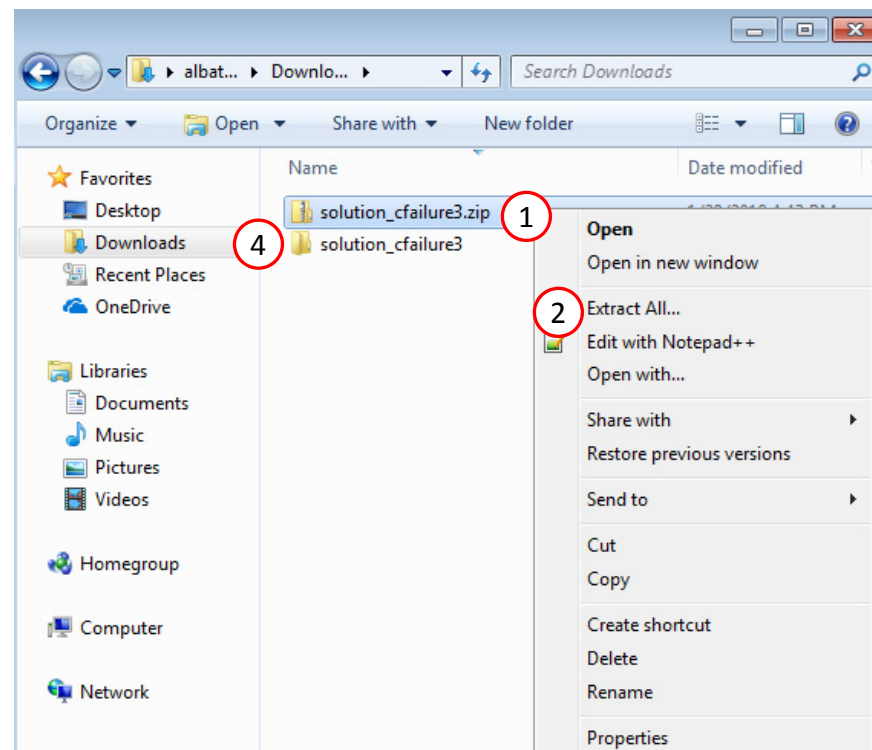 albat... Downlo... Search Downloads
Organize Open Share with New folder
Name Date modified
Favorites
Desktop
Downloads
Recent Places
OneDrive
Libraries
Documents
Music
Pictures
Videos
Homegroup
Computer
Network
solution_cfailure3.zip 1
4 solution_cfailure3
Open
Open in new window
2 Extract All...
Edit with Notepad++
Open with...
Share with
Restore previous versions
Send to
Cut
Copy
Create shortcut
Delete
Rename
Properties